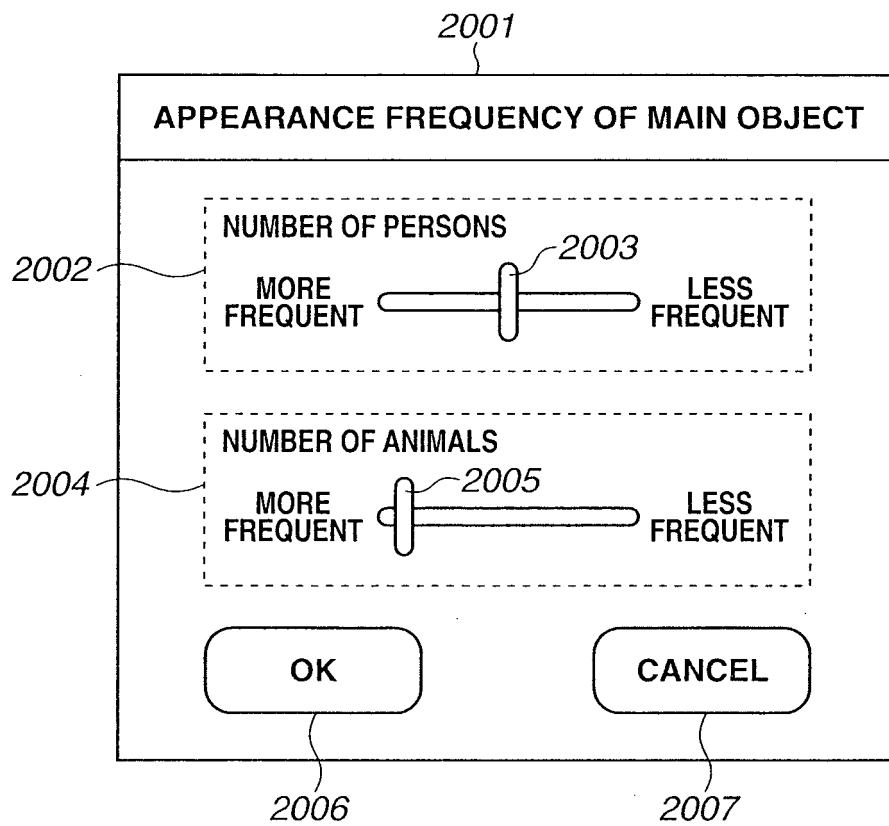 2001
APPEARANCE FREQUENCY OF MAIN OBJECT
NUMBER OF PERSONS
2003
2002
MORE
FREQUENT
LESS
FREQUENT
NUMBER OF ANIMALS
2005
2004
MORE
FREQUENT
LESS
FREQUENT
OK
CANCEL
2006
2007